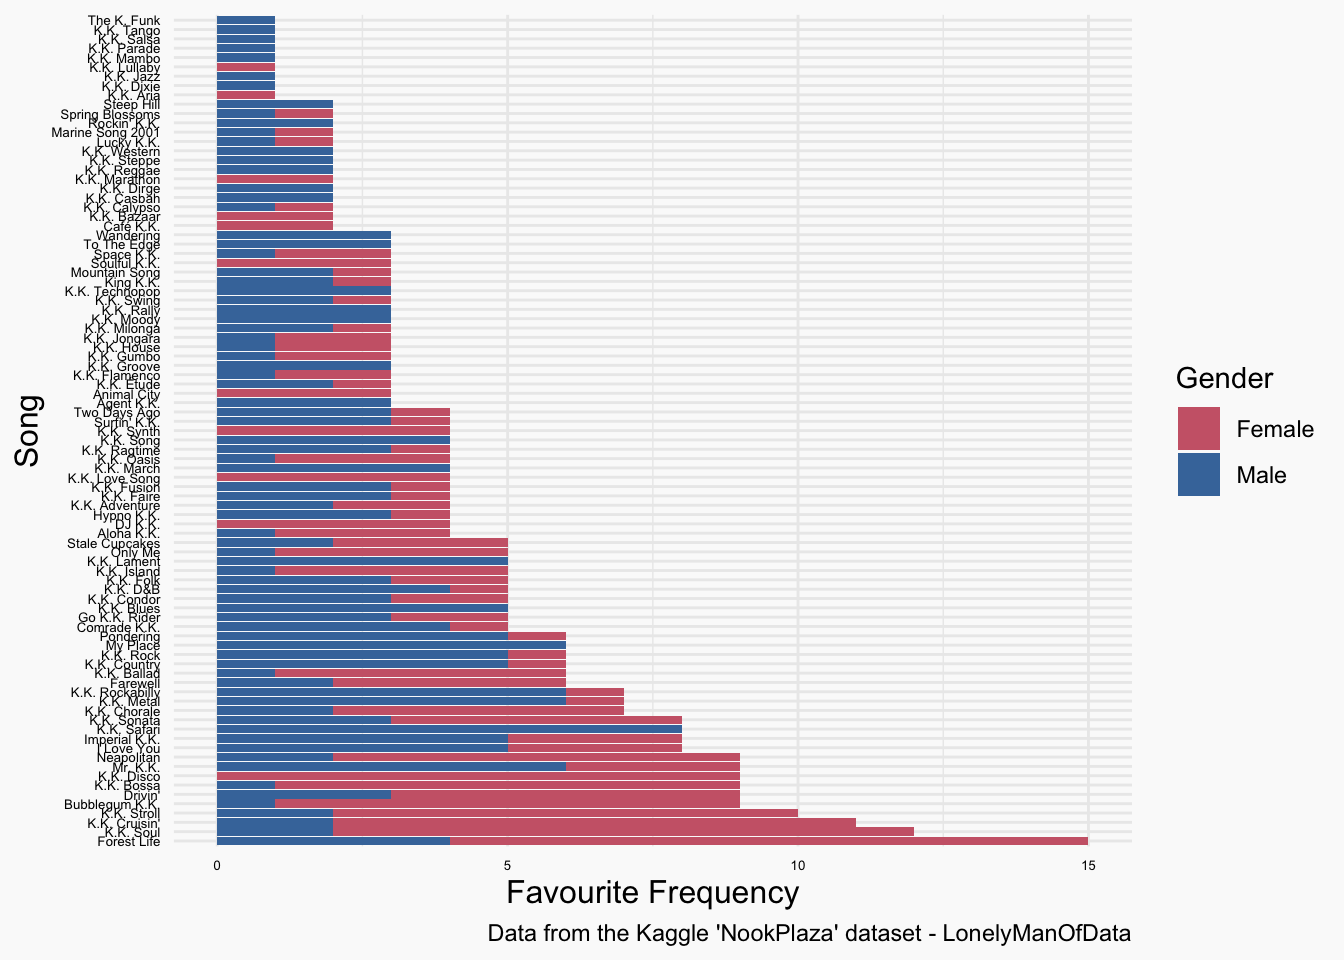 The K. Funk
K.K. Tango
K.K. Salsa
K.K. Parade
K.K. Mambo
K.K. Lullaby
K.K. Jazz
K.K. Dixie
K.K. Aria
Steep Hill
Spring Blossoms
Rockin' K.K.
Marine Song 2001
Lucky K.K.
K.K. Western
K.K. Steppe
K.K. Reggae
K.K. Marathon
K.K. Dirge
K.K. Casbah
K.K. Calypso
K.K. Bazaar
Café K.K.
Wandering
To The Edge
Space K.K.
Soulful K.K.
Mountain Song
King K.K.
K.K. Technopop
K.K. Swing
K.K. Rally
K.K. Moody
K.K. Milonga
K.K. Jongara
K.K. House
K.K. Gumbo
K.K. Groove
K.K. Flamenco
K.K. Étude
Animal City
Agent K.K.
Two Days Ago
Surfin' K.K.
K.K. Synth
K.K. Song
K.K. Ragtime
K.K. Oasis
K.K. March
K.K. Love Song
K.K. Fusion
K.K. Faire
K.K. Adventure
Hypno K.K.
DJ K.K.
Aloha K.K.
Stale Cupcakes
Only Me
K.K. Lament
K.K. Island
K.K. Folk
K.K. D&B
K.K. Condor
K.K. Blues
Go K.K. Rider
Comrade K.K.
Pondering
My Place
K.K. Rock
K.K. Country
K.K. Ballad
Farewell
K.K. Rockabilly
K.K. Metal
K.K. Chorale
K.K. Sonata
K.K. Safari
Imperial K.K.
I Love You
Neapolitan
Mr. K.K.
K.K. Disco
K.K. Bossa
Drivin'
Bubblegum K.K.
K.K. Stroll
K.K. Cruisin'
K.K. Soul
Forest Life
Song
0 5 10 15
Favourite Frequency
Gender
Female
Male
Data from the Kaggle 'NookPlaza' dataset - LonelyManOfData